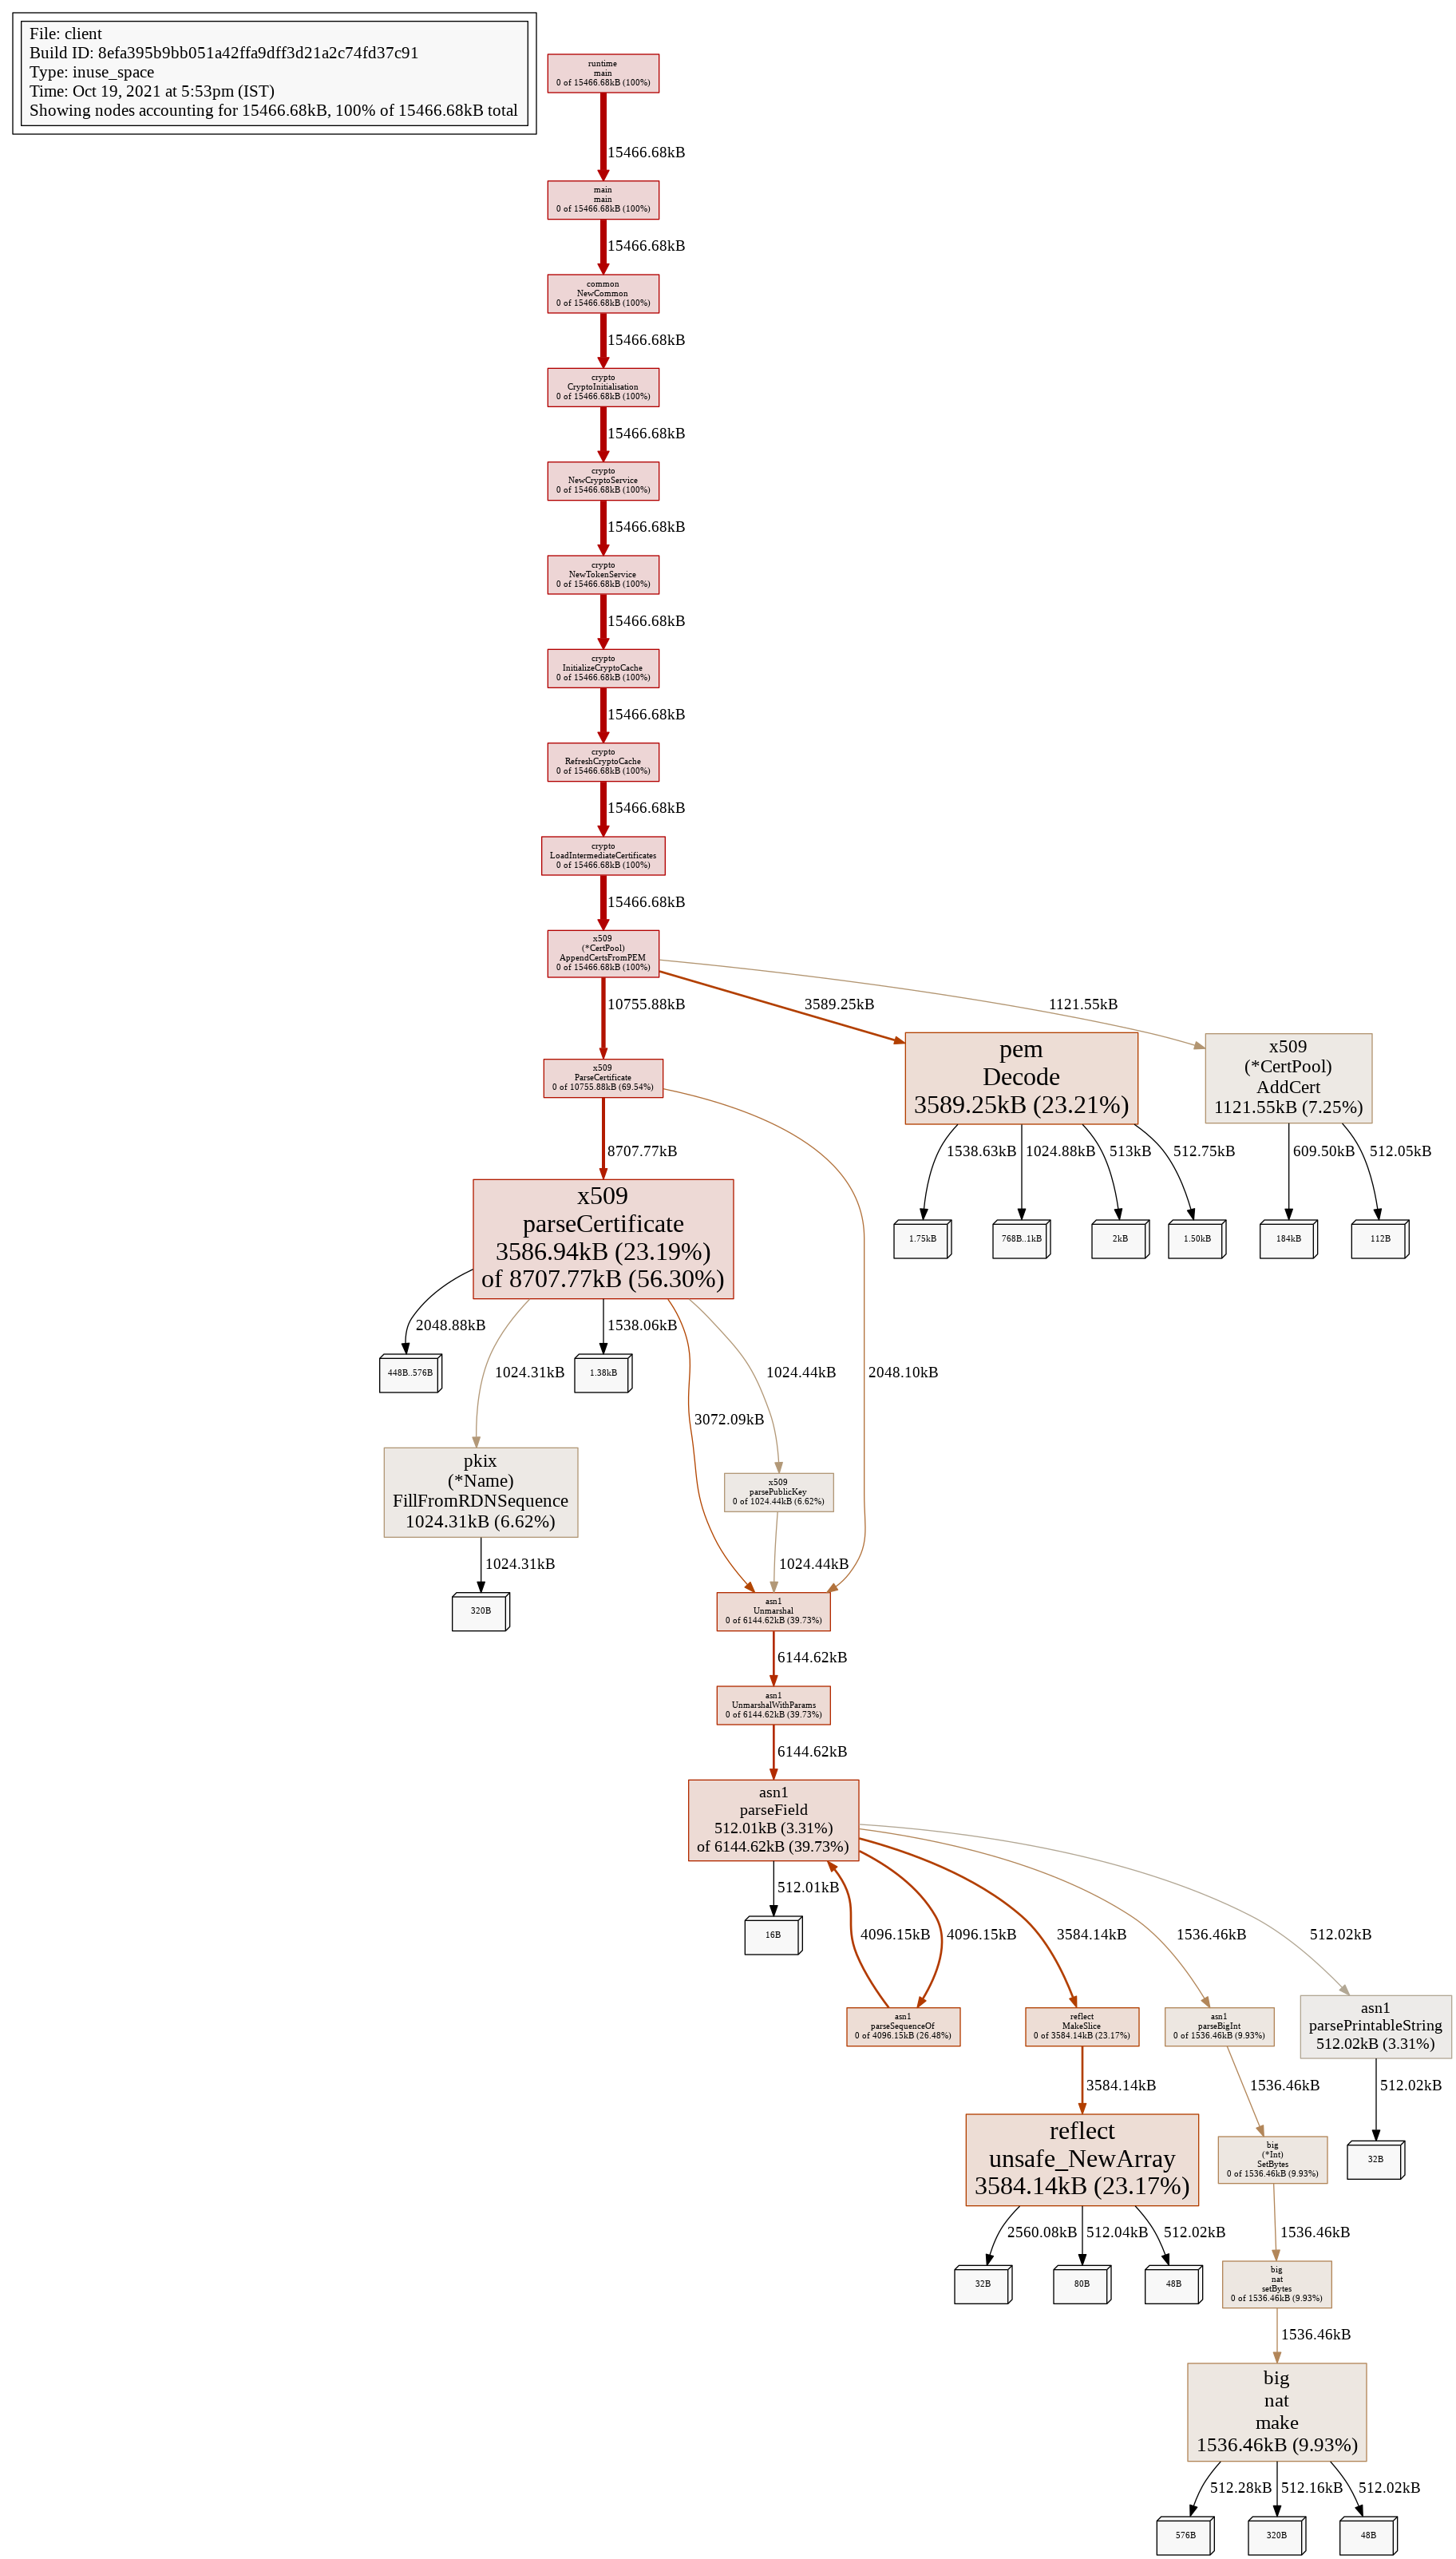 File: client
Build ID: 8efa395b9bb051a42ffa9dff3d21a2c74fd37c91
Type: inuse_space
Time: Oct 19, 2021 at 5:53pm (IST)
Showing nodes accounting for 15466.68kB, 100% of 15466.68kB total
runtime
main
0 of 15466.68kB (100%)
15466.68kB
main
main
0 of 15466.68kB (100%)
15466.68kB
common
NewCommon
0 of 15466.68kB (100%)
15466.68kB
crypto
CryptoInitialisation
0 of 15466.68kB (100%)
15466.68kB
crypto
NewCryptoService
0 of 15466.68kB (100%)
15466.68kB
crypto
NewTokenService
0 of 15466.68kB (100%)
15466.68kB
crypto
InitializeCryptoCache
0 of 15466.68kB (100%)
15466.68kB
crypto
RefreshCryptoCache
0 of 15466.68kB (100%)
15466.68kB
crypto
LoadIntermediateCertificates
0 of 15466.68kB (100%)
15466.68kB
x509
(*CertPool)
AppendCertsFromPEM
0 of 15466.68kB (100%)
10755.88kB
3589.25kB
1121.55kB
x509
ParseCertificate
0 of 10755.88kB (69.54%)
pem
Decode
3589.25kB (23.21%)
x509
(*CertPool)
AddCert
1121.55kB (7.25%)
8707.77kB
1538.63kB
1024.88kB
513kB
512.75kB
609.50kB
512.05kB
x509
parseCertificate
3586.94kB (23.19%)
of 8707.77kB (56.30%)
1.75kB
768B..1kB
2kB
1.50kB
184kB
112B
2048.88kB
1538.06kB
1024.31kB
1024.44kB
2048.10kB
448B..576B
1.38kB
3072.09kB
pkix
(*Name)
FillFromRDNSequence
1024.31kB (6.62%)
x509
parsePublicKey
0 of 1024.44kB (6.62%)
1024.31kB
1024.44kB
320B
asn1
Unmarshal
0 of 6144.62kB (39.73%)
6144.62kB
asn1
UnmarshalWithParams
0 of 6144.62kB (39.73%)
6144.62kB
asn1
parseField
512.01kB (3.31%)
of 6144.62kB (39.73%)
512.01kB
4096.15kB
4096.15kB
3584.14kB
1536.46kB
512.02kB
16B
asn1
parseSequenceOf
0 of 4096.15kB (26.48%)
reflect
MakeSlice
0 of 3584.14kB (23.17%)
asn1
parseBigInt
0 of 1536.46kB (9.93%)
asn1
parsePrintableString
512.02kB (3.31%)
3584.14kB
1536.46kB
512.02kB
reflect
unsafe_NewArray
3584.14kB (23.17%)
big
(*Int)
SetBytes
0 of 1536.46kB (9.93%)
32B
2560.08kB
512.04kB
512.02kB
1536.46kB
32B
80B
48B
big
nat
setBytes
0 of 1536.46kB (9.93%)
1536.46kB
big
nat
make
1536.46kB (9.93%)
512.28kB
512.16kB
512.02kB
576B
320B
48B